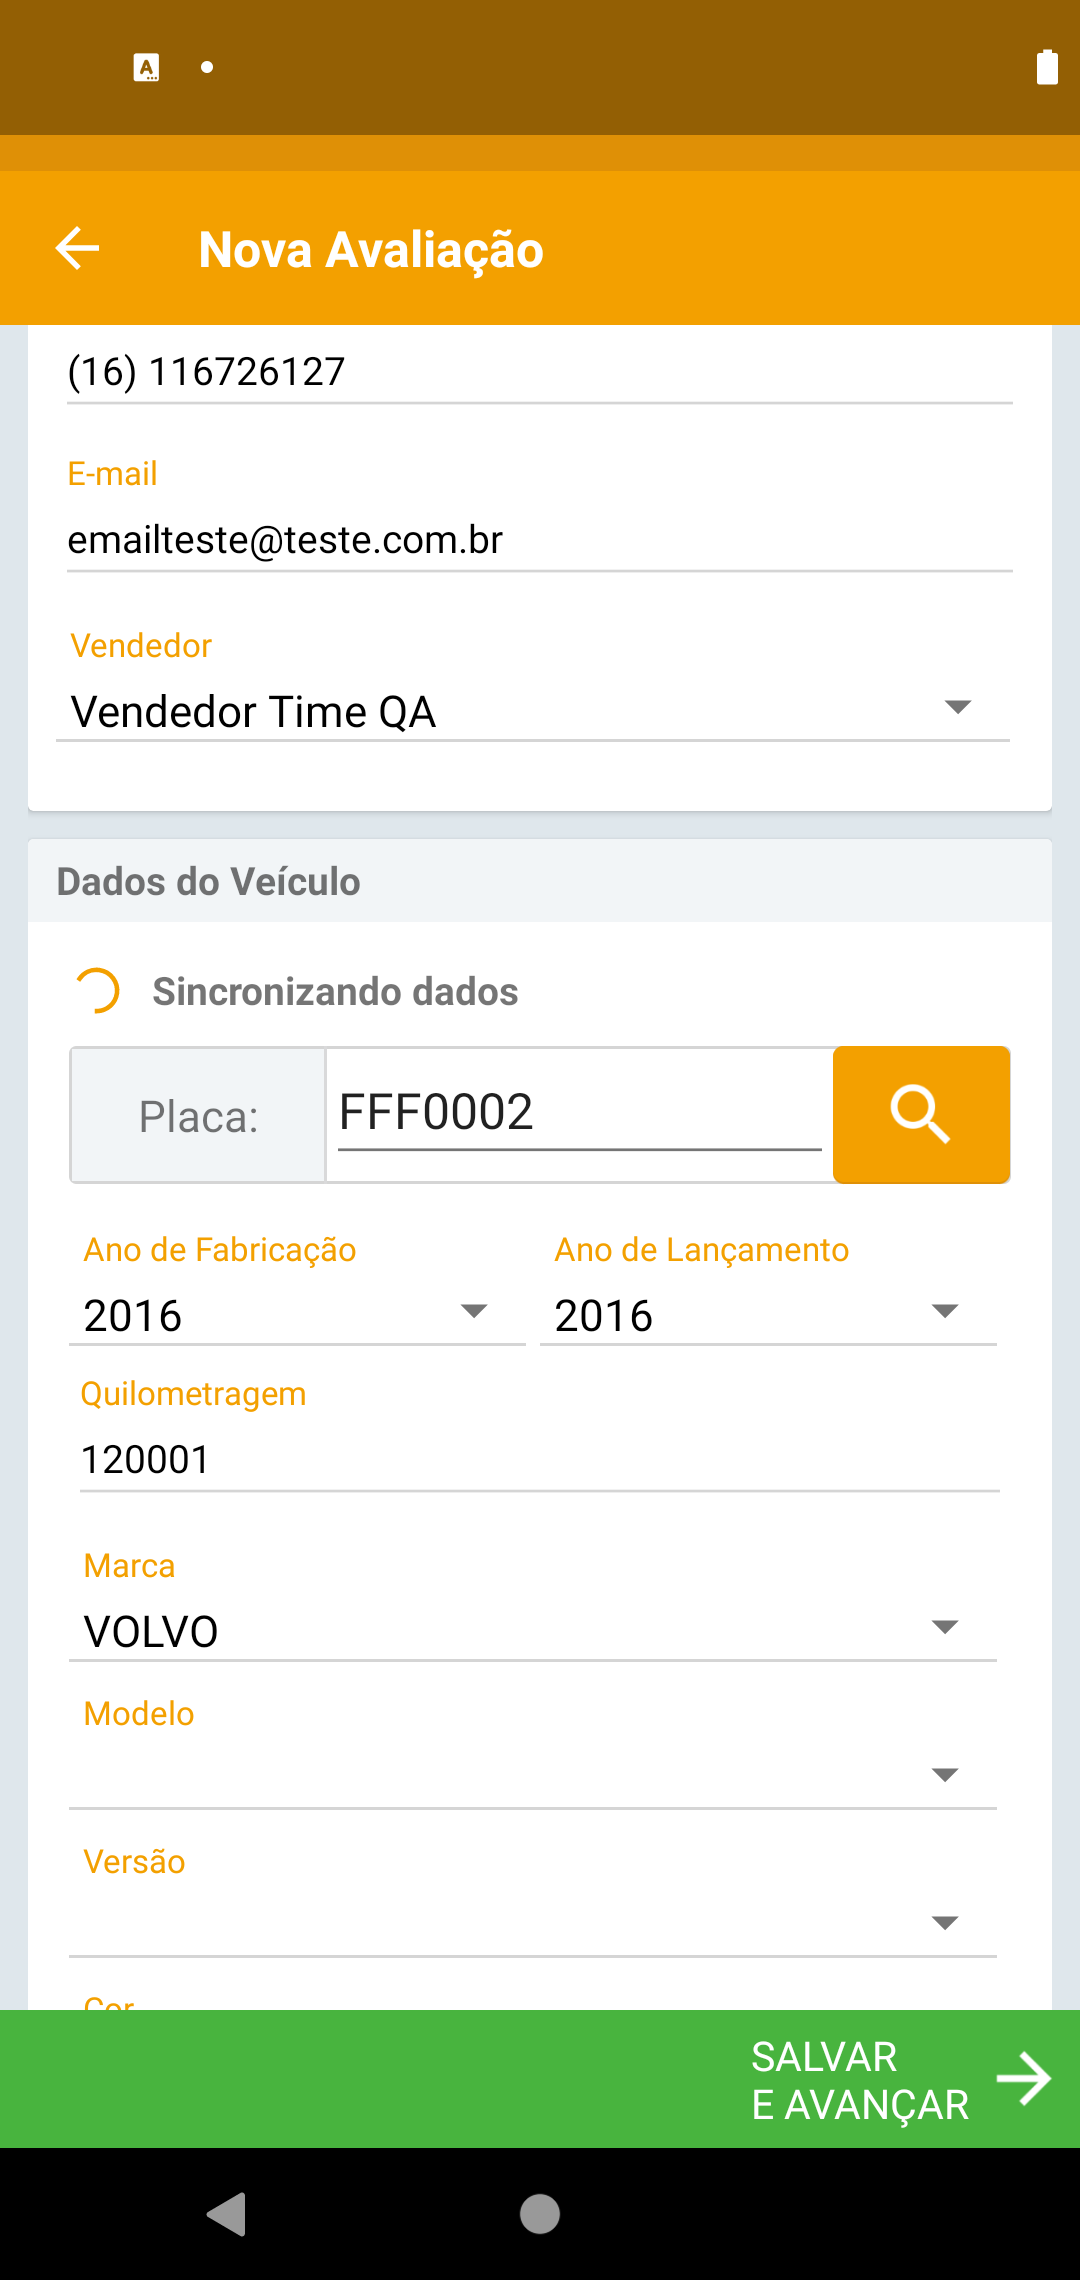 Nova Avaliação
(16) 116726127
E-mail
emailteste@teste.com.br
Vendedor
Vendedor Time QA
Dados do Veículo
Sincronizando dados
Placa: FFF0002
Ano de Fabricação Ano de Lançamento
2016 2016
Quilometragem
120001
Marca
VOLVO
Modelo
Versão
Cor
SALVAR
E AVANÇAR